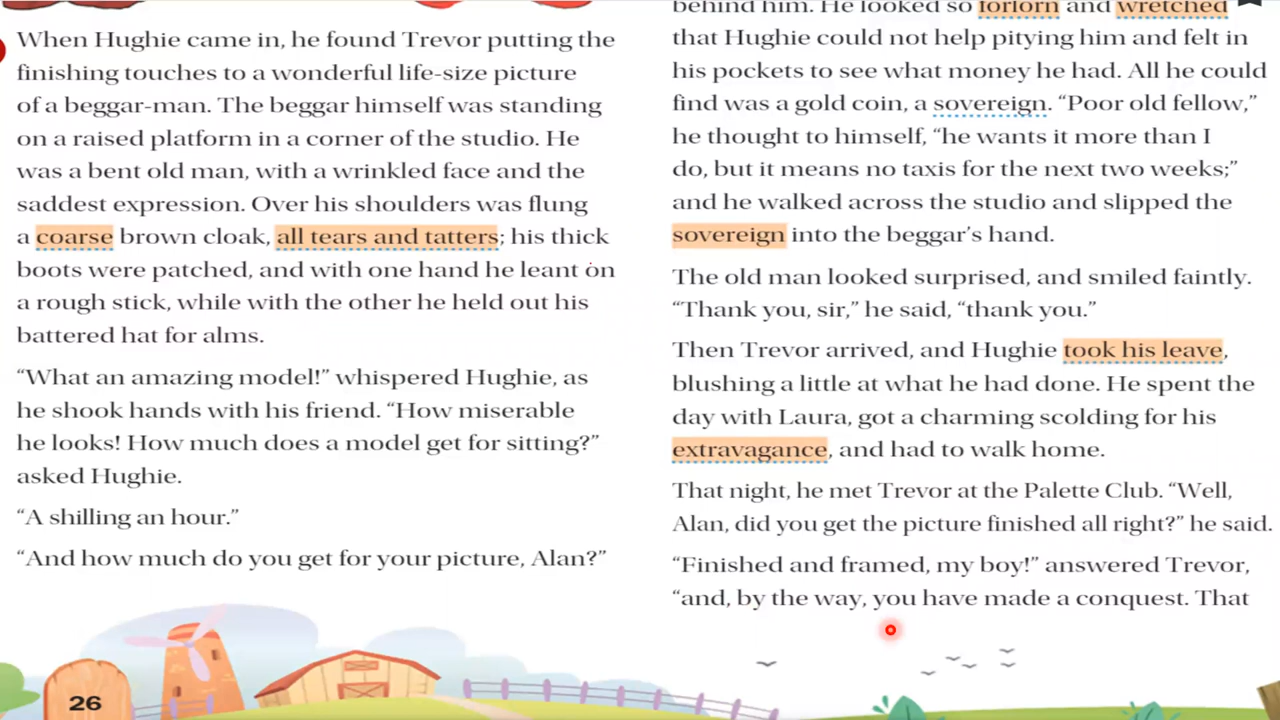 When Hughie came in, he found Trevor putting the
finishing touches to a wonderful life-size picture
of a beggar-man. The beggar himself was standing
on a raised platform in a corner of the studio. He
was a bent old man, with a wrinkled face and the
saddest expression. Over his shoulders was flung
a coarse brown cloak, all tears and tatters; his thick
boots were patched, and with one hand he leant on
a rough stick, while with the other he held out his
battered hat for alms.
“What an amazing model!” whispered Hughie, as
he shook hands with his friend. “How miserable
he looks! How much does a model get for sitting?”
asked Hughie.
“A shilling an hour.”
“And how much do you get for your picture, Alan?”
26
behind him. He looked so forlorn and wretched
that Hughie could not help pitying him and felt in
his pockets to see what money he had. All he could
find was a gold coin, a sovereign. “Poor old fellow,”
he thought to himself, “he wants it more than I
do, but it means no taxis for the next two weeks;”
and he walked across the studio and slipped the
sovereign into the beggar’s hand.
The old man looked surprised, and smiled faintly.
“Thank you, sir,” he said, “thank you.”
Then Trevor arrived, and Hughie took his leave,
blushing a little at what he had done. He spent the
day with Laura, got a charming scolding for his
extravagance, and had to walk home.
That night, he met Trevor at the Palette Club. “Well,
Alan, did you get the picture finished all right?” he said.
“Finished and framed, my boy!” answered Trevor,
“and, by the way, you have made a conquest. That